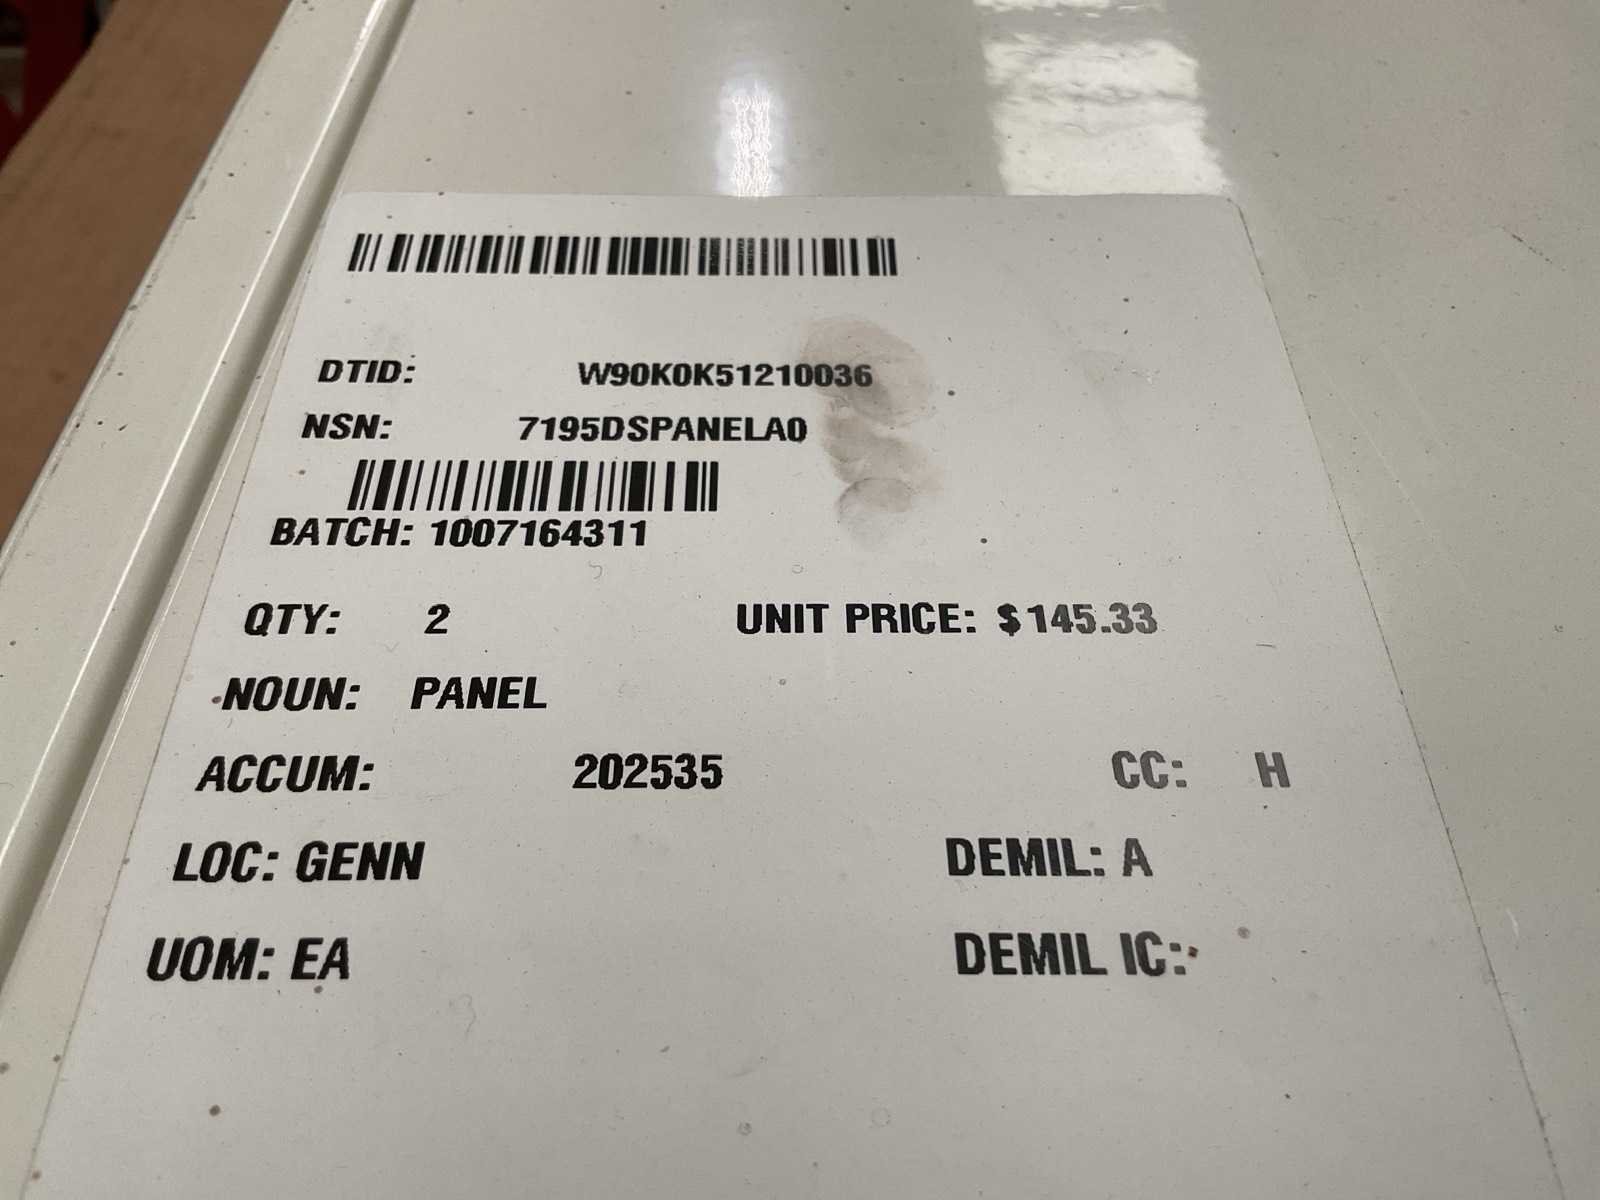 DTID: W90K0K51210036
NSN: 7195DSPANELA0
BATCH: 1007164311
QTY: 2 UNIT PRICE: $145.33
NOUN: PANEL
ACCUM: 202535 CC: H
LOC: GENN DEMIL: A
UOM: EA DEMIL IC: